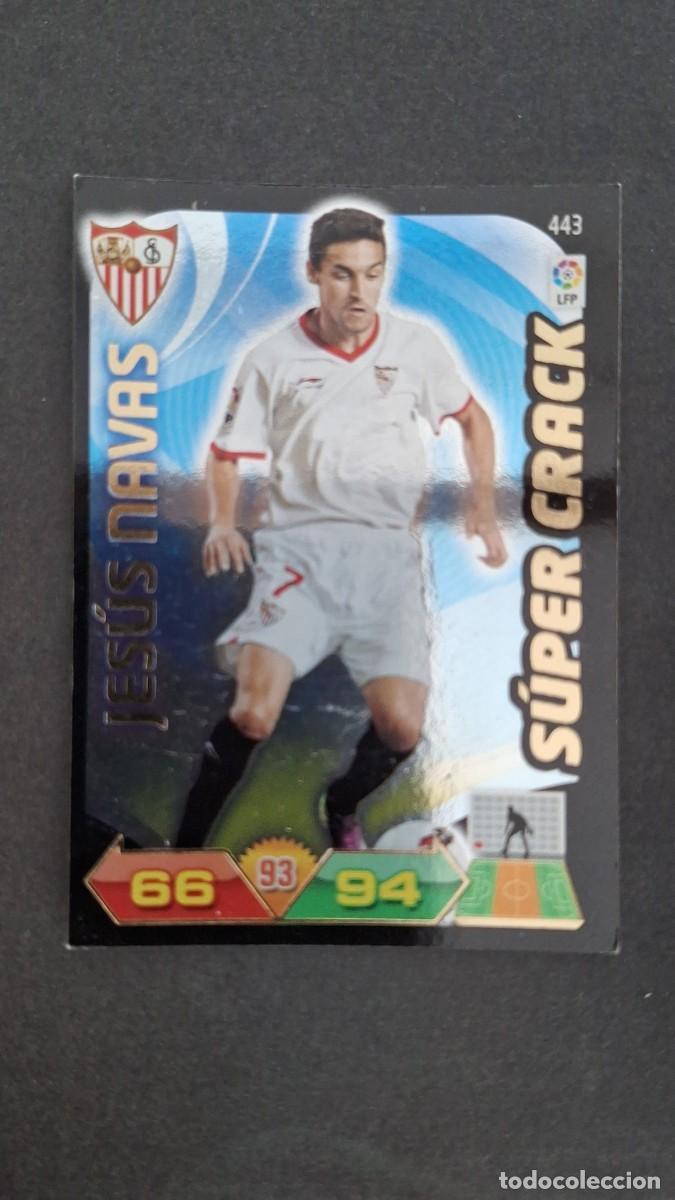 443
LFP
JESÚS NAVAS
SÚPER CRACK
7
66
93
94
todocoleccion